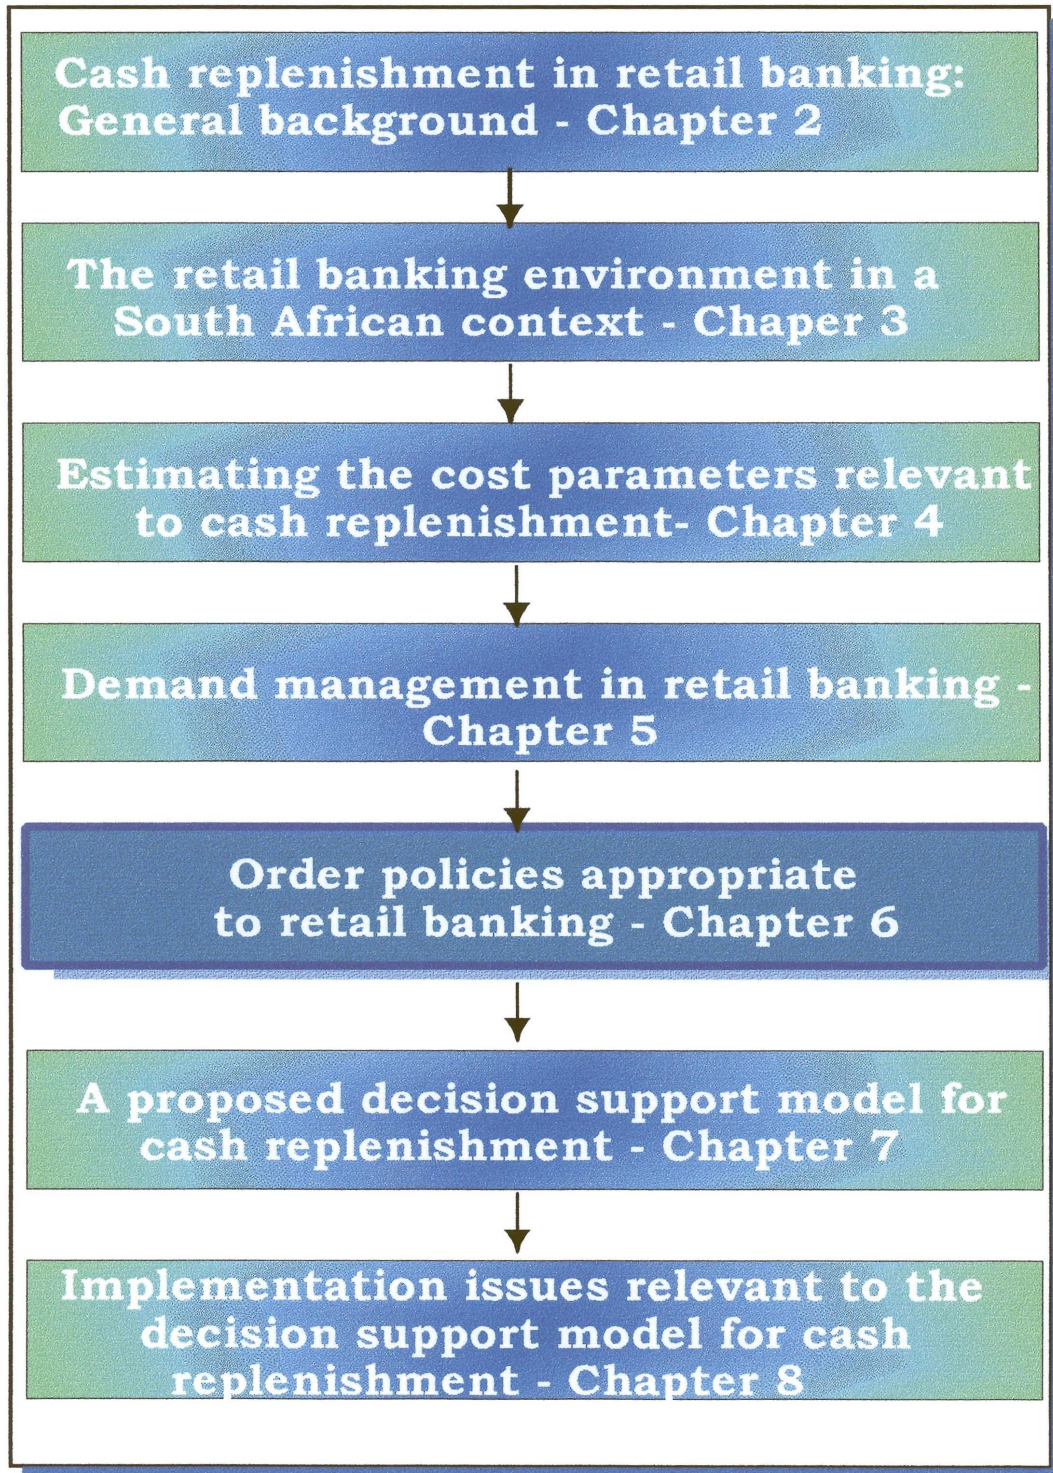 Cash replenishment in retail banking:
General background - Chapter 2
The retail banking environment in a
South African context - Chaper 3
Estimating the cost parameters relevant
to cash replenishment- Chapter 4
Demand management in retail banking -
Chapter 5
Order policies appropriate
to retail banking - Chapter 6
A proposed decision support model for
cash replenishment - Chapter 7
Implementation issues relevant to the
decision support model for cash
replenishment - Chapter 8